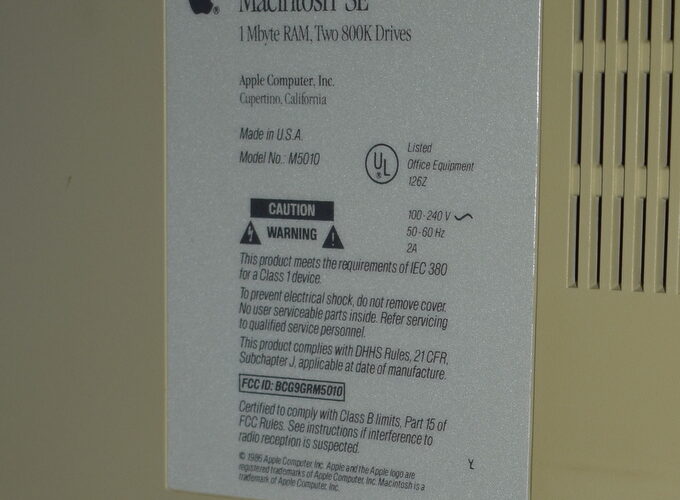 Macintosh SE
1 Mbyte RAM, Two 800K Drives
Apple Computer, Inc.
Cupertino, California
Made in U.S.A.
Model No.: M5010
UL
®
Listed
Office Equipment
126Z
CAUTION
WARNING
100-240 V
50-60 Hz
2A
This product meets the requirements of IEC 380
for a Class 1 device.
To prevent electrical shock, do not remove cover.
No user serviceable parts inside. Refer servicing
to qualified service personnel.
This product complies with DHHS Rules, 21 CFR,
Subchapter J, applicable at date of manufacture.
FCC ID: BCG9GRM5010
Certified to comply with Class B limits, Part 15 of
FCC Rules. See instructions if interference to
radio reception is suspected.
© 1986 Apple Computer, Inc. Apple and the Apple logo are
registered trademarks of Apple Computer, Inc. Macintosh is a
trademark of Apple Computer, Inc.
Y